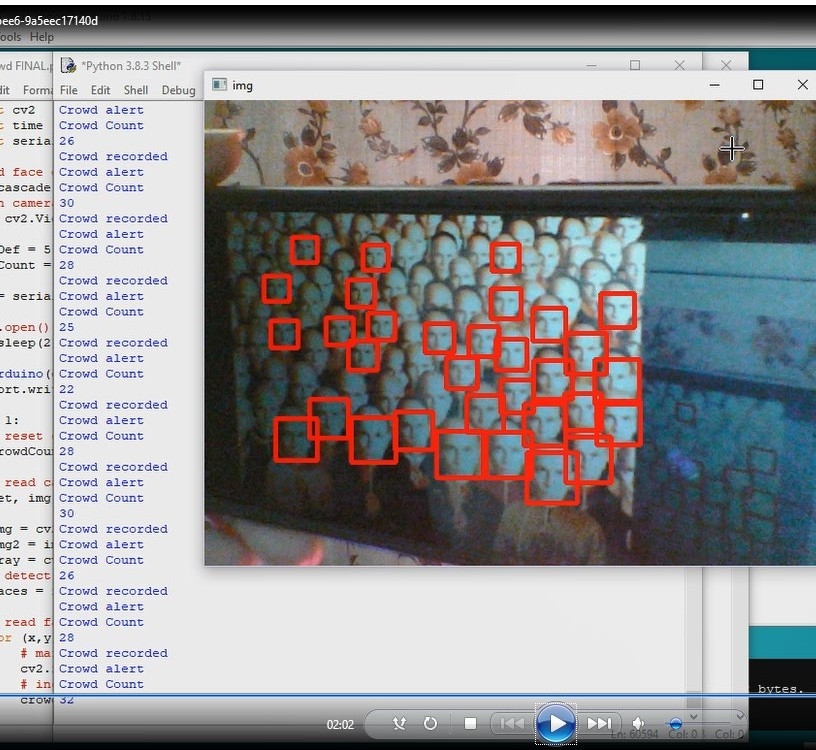 ee6-9a5eec17140d
ools Help
wd FINAL.p
*Python 3.8.3 Shell*
img
dit Forma
File Edit Shell Debug
t cv2
t time
t seria
d face
cascade
n camer
cv2.Vi
Def = 5
Count =
= seria
.open()
sleep(2
rduino(
ort.wri
1:
reset
rowdCou
read ca
et, img
mg = cv
mg2 = i
ray = c
detect
aces =
read fa
or (x,y
# ma
cv2.
# in
crow
Crowd alert
Crowd Count
26
Crowd recorded
Crowd alert
Crowd Count
30
Crowd recorded
Crowd alert
Crowd Count
28
Crowd recorded
Crowd alert
Crowd Count
25
Crowd recorded
Crowd alert
Crowd Count
22
Crowd recorded
Crowd alert
Crowd Count
28
Crowd recorded
Crowd alert
Crowd Count
30
Crowd recorded
Crowd alert
Crowd Count
26
Crowd recorded
Crowd alert
Crowd Count
28
Crowd recorded
Crowd alert
Crowd Count
32
bytes.
02:02
Ln: 60594 Col: 0
Col: 0